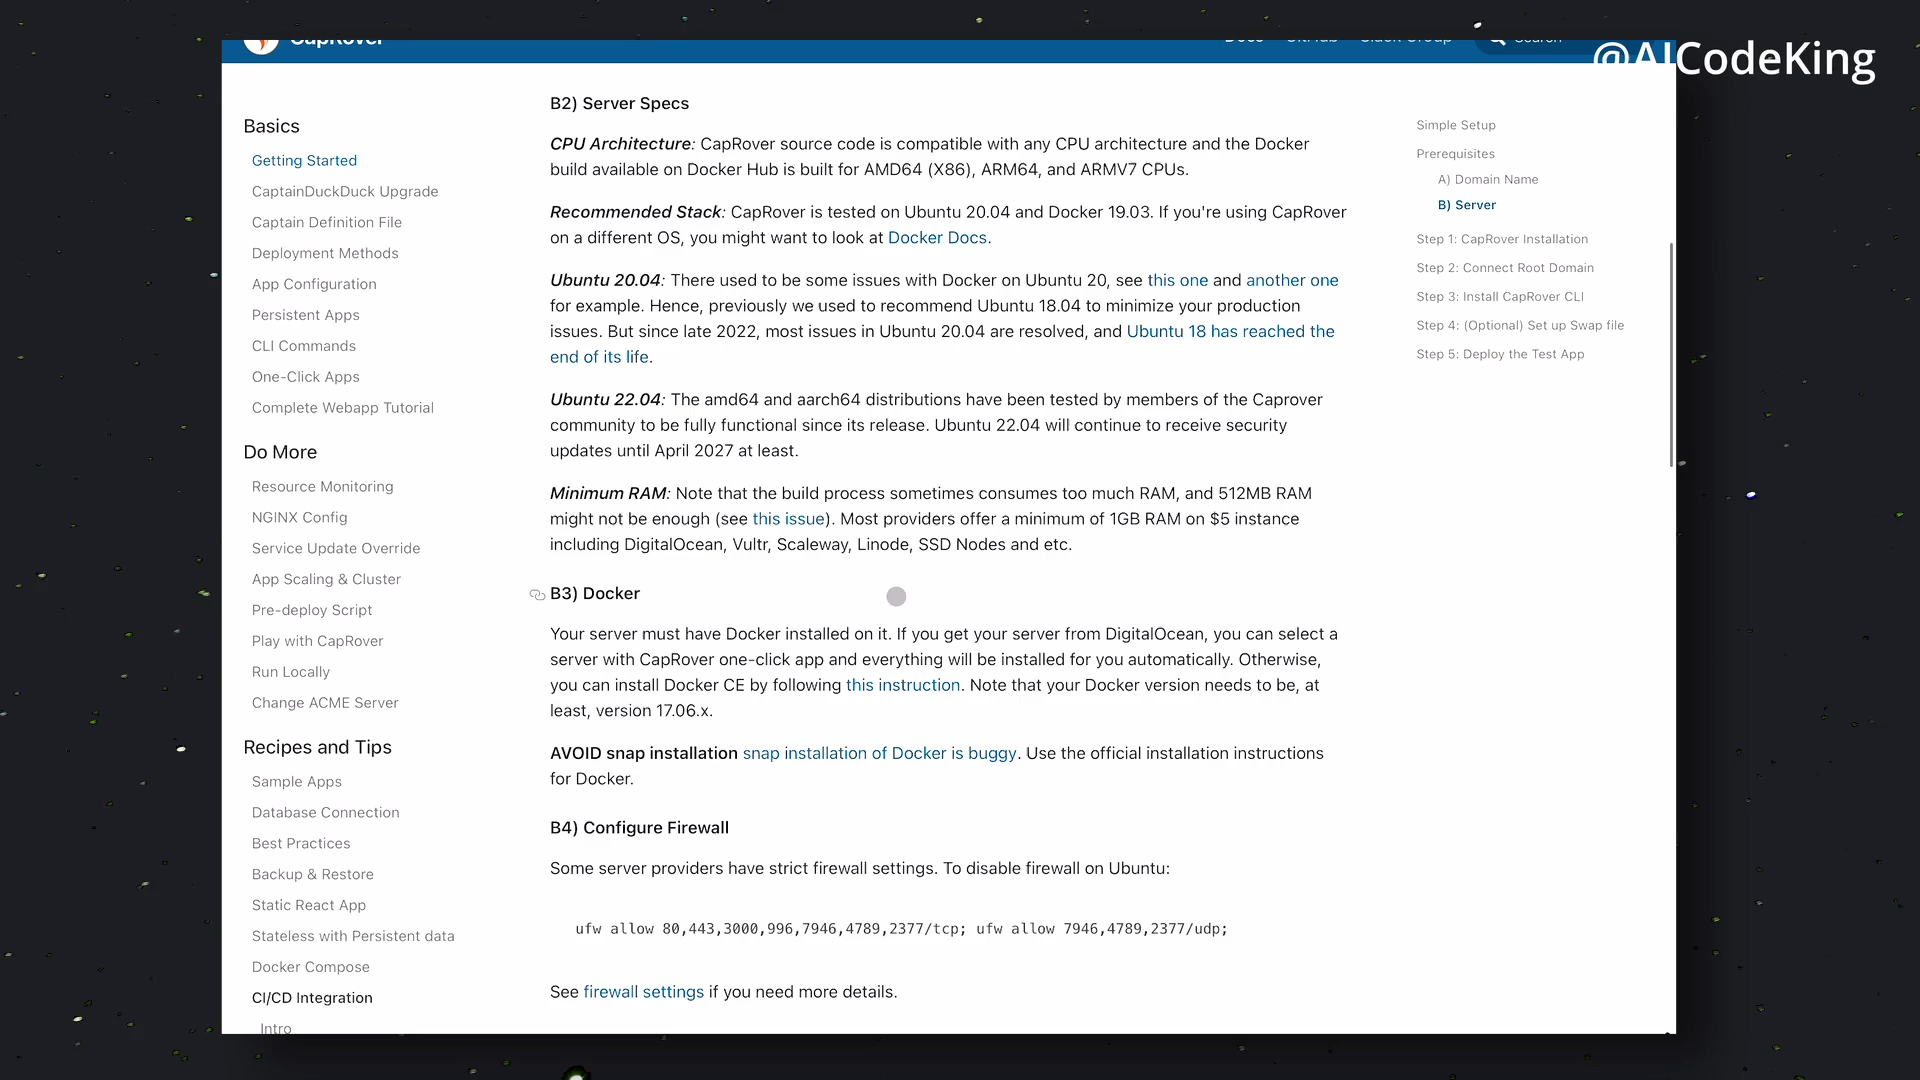 CapRover
Docs GitHub Slack Group Search
@AICodeKing
Basics
Getting Started
CaptainDuckDuck Upgrade
Captain Definition File
Deployment Methods
App Configuration
Persistent Apps
CLI Commands
One-Click Apps
Complete Webapp Tutorial
Do More
Resource Monitoring
NGINX Config
Service Update Override
App Scaling & Cluster
Pre-deploy Script
Play with CapRover
Run Locally
Change ACME Server
Recipes and Tips
Sample Apps
Database Connection
Best Practices
Backup & Restore
Static React App
Stateless with Persistent data
Docker Compose
CI/CD Integration
Intro
B2) Server Specs
CPU Architecture: CapRover source code is compatible with any CPU architecture and the Docker
build available on Docker Hub is built for AMD64 (X86), ARM64, and ARMV7 CPUs.
Recommended Stack: CapRover is tested on Ubuntu 20.04 and Docker 19.03. If you're using CapRover
on a different OS, you might want to look at Docker Docs.
Ubuntu 20.04: There used to be some issues with Docker on Ubuntu 20, see this one and another one
for example. Hence, previously we used to recommend Ubuntu 18.04 to minimize your production
issues. But since late 2022, most issues in Ubuntu 20.04 are resolved, and Ubuntu 18 has reached the
end of its life.
Ubuntu 22.04: The amd64 and aarch64 distributions have been tested by members of the Caprover
community to be fully functional since its release. Ubuntu 22.04 will continue to receive security
updates until April 2027 at least.
Minimum RAM: Note that the build process sometimes consumes too much RAM, and 512MB RAM
might not be enough (see this issue). Most providers offer a minimum of 1GB RAM on $5 instance
including DigitalOcean, Vultr, Scaleway, Linode, SSD Nodes and etc.
B3) Docker
Your server must have Docker installed on it. If you get your server from DigitalOcean, you can select a
server with CapRover one-click app and everything will be installed for you automatically. Otherwise,
you can install Docker CE by following this instruction. Note that your Docker version needs to be, at
least, version 17.06.x.
AVOID snap installation snap installation of Docker is buggy. Use the official installation instructions
for Docker.
B4) Configure Firewall
Some server providers have strict firewall settings. To disable firewall on Ubuntu:
ufw allow 80,443,3000,996,7946,4789,2377/tcp; ufw allow 7946,4789,2377/udp;
See firewall settings if you need more details.
Simple Setup
Prerequisites
A) Domain Name
B) Server
Step 1: CapRover Installation
Step 2: Connect Root Domain
Step 3: Install CapRover CLI
Step 4: (Optional) Set up Swap file
Step 5: Deploy the Test App